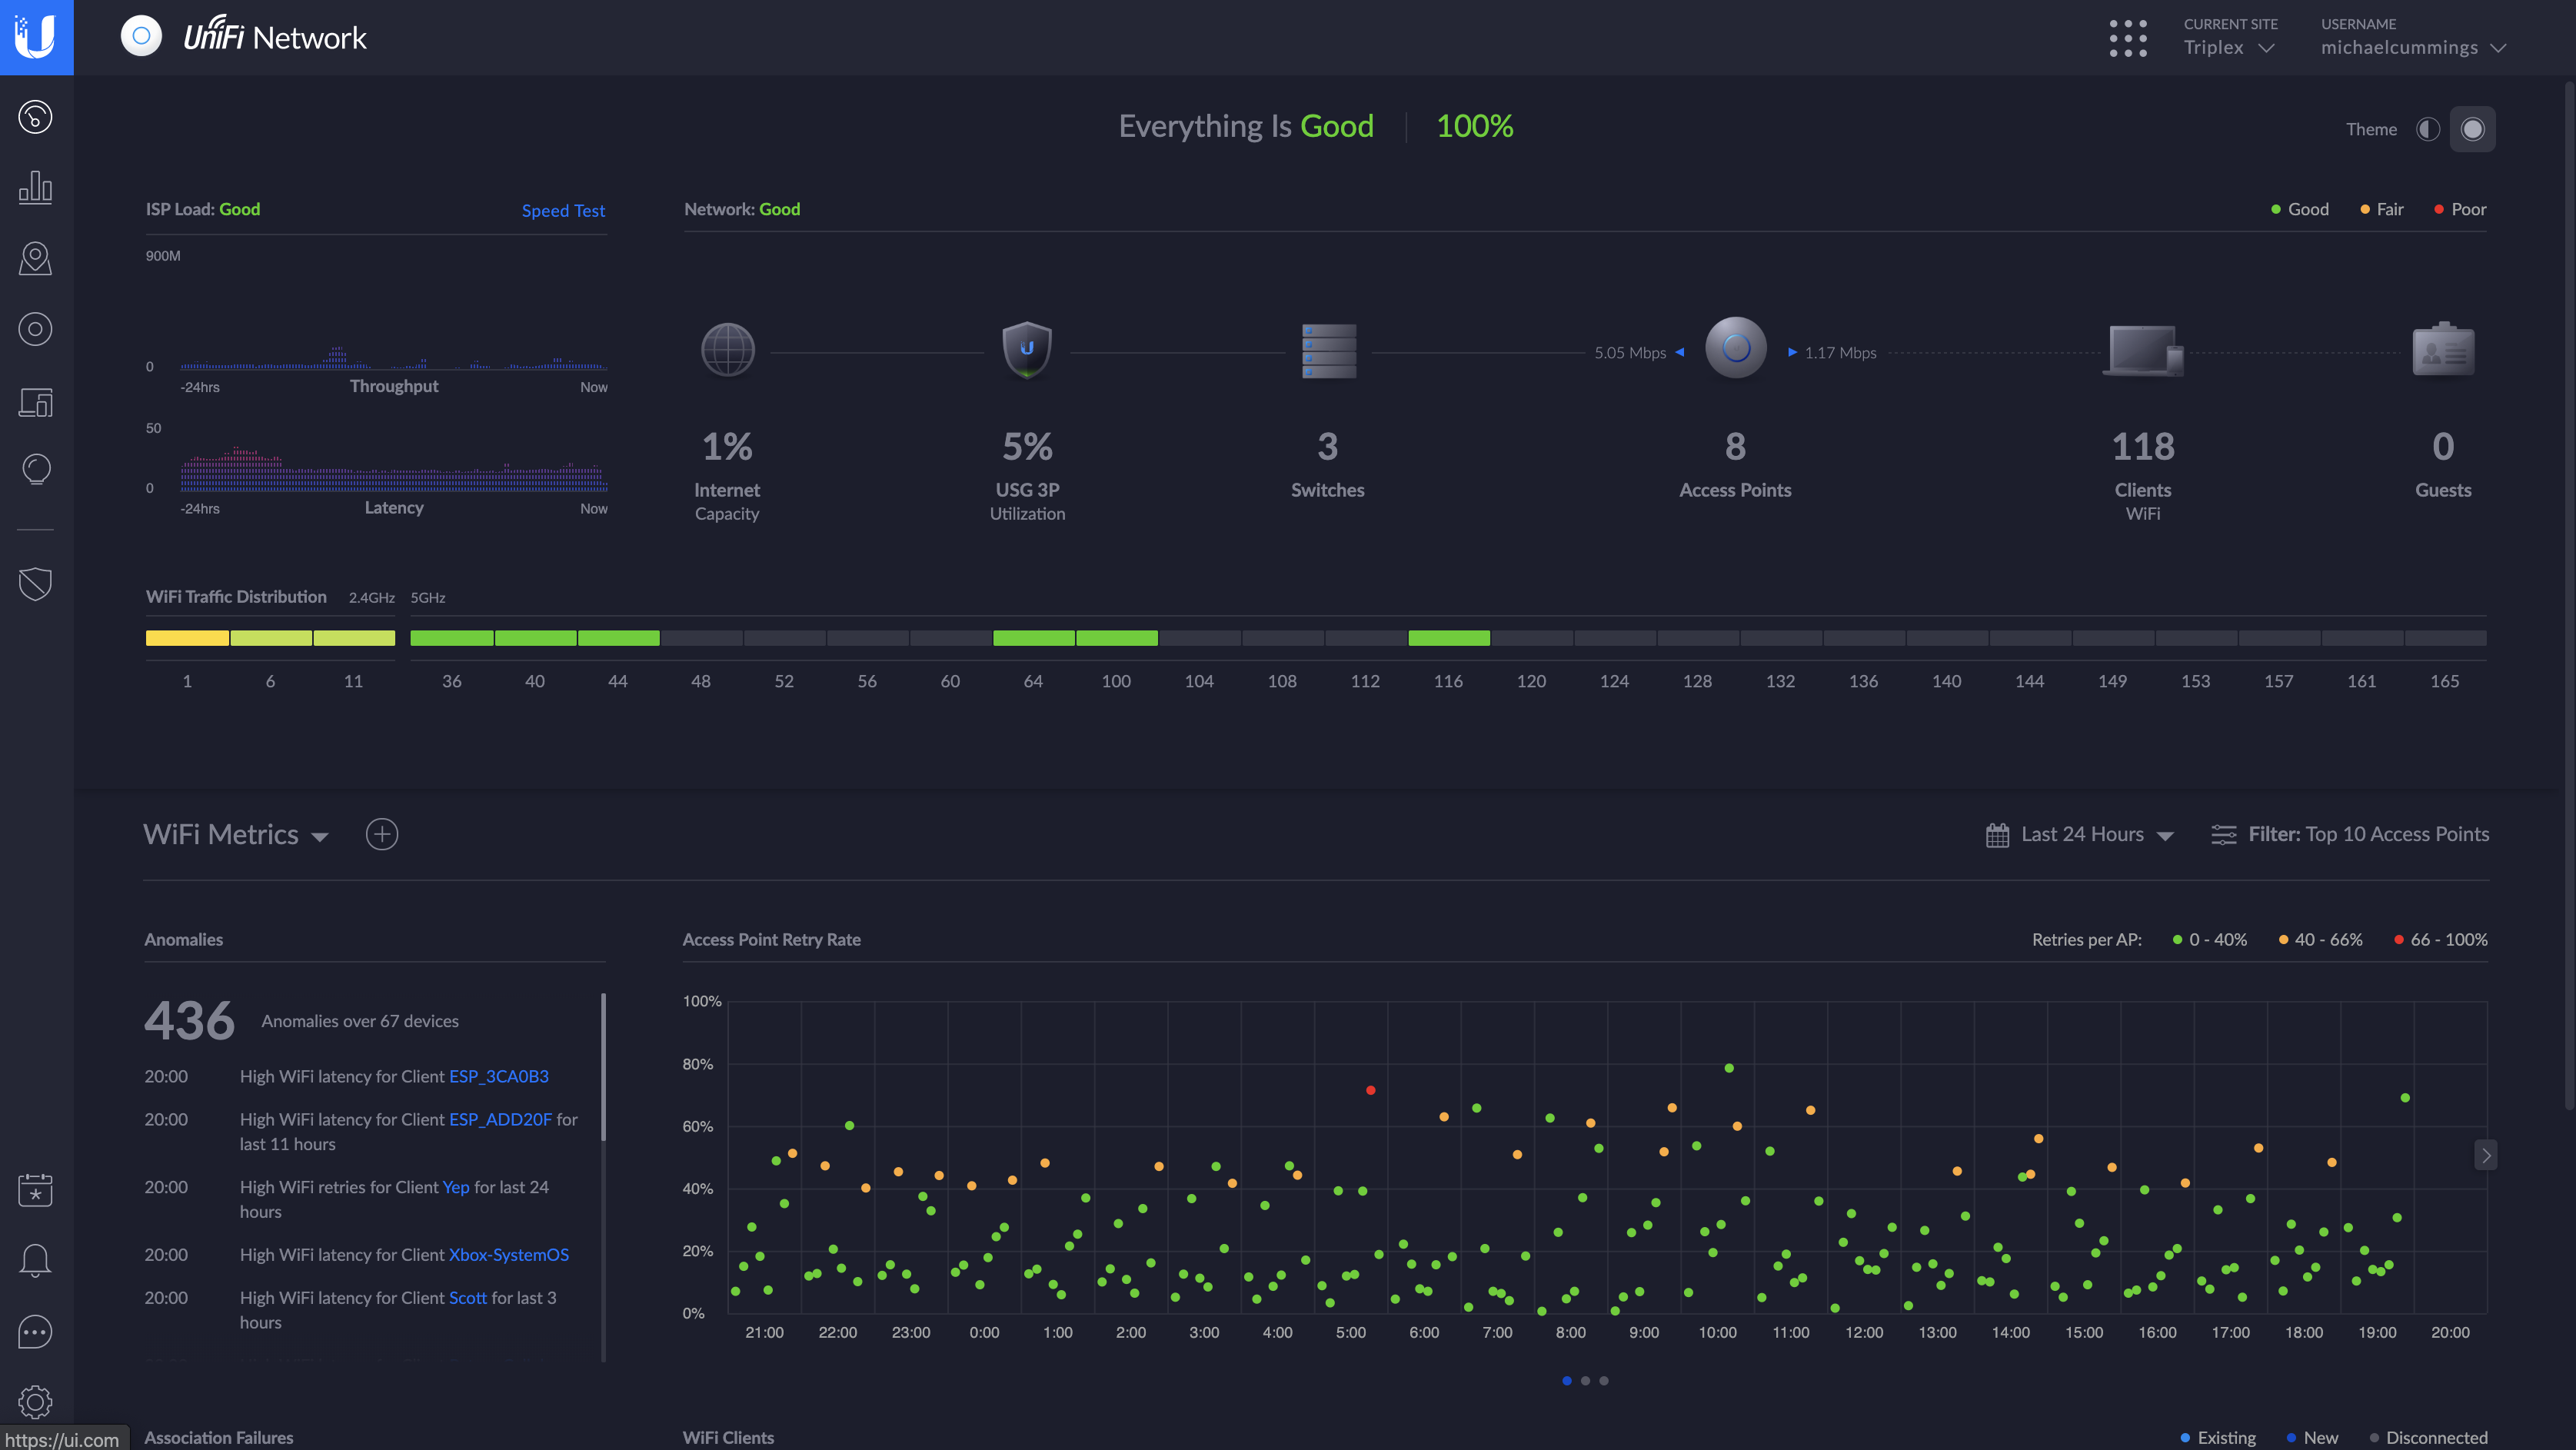 UniFi Network
CURRENT SITE
Triplex
USERNAME
michaelcummings
Everything Is Good
100%
Theme
ISP Load: Good
Speed Test
Network: Good
Good
Fair
Poor
900M
0
-24hrs
Throughput
Now
50
0
-24hrs
Latency
Now
5.05 Mbps
1.17 Mbps
1%
Internet
Capacity
5%
USG 3P
Utilization
3
Switches
8
Access Points
118
Clients
WiFi
0
Guests
WiFi Traffic Distribution
2.4GHz
5GHz
1 6 11 36 40 44 48 52 56 60 64 100 104 108 112 116 120 124 128 132 136 140 144 149 153 157 161 165
WiFi Metrics
Last 24 Hours
Filter: Top 10 Access Points
Anomalies
436
Anomalies over 67 devices
20:00 High WiFi latency for Client ESP_3CA0B3
20:00 High WiFi latency for Client ESP_ADD20F for
last 11 hours
20:00 High WiFi retries for Client Yep for last 24
hours
20:00 High WiFi latency for Client Xbox-SystemOS
20:00 High WiFi latency for Client Scott for last 3
hours
Access Point Retry Rate
Retries per AP:
0 - 40%
40 - 66%
66 - 100%
100%
80%
60%
40%
20%
0%
21:00 22:00 23:00 0:00 1:00 2:00 3:00 4:00 5:00 6:00 7:00 8:00 9:00 10:00 11:00 12:00 13:00 14:00 15:00 16:00 17:00 18:00 19:00 20:00
Association Failures
WiFi Clients
Existing
New
Disconnected
https://ui.com